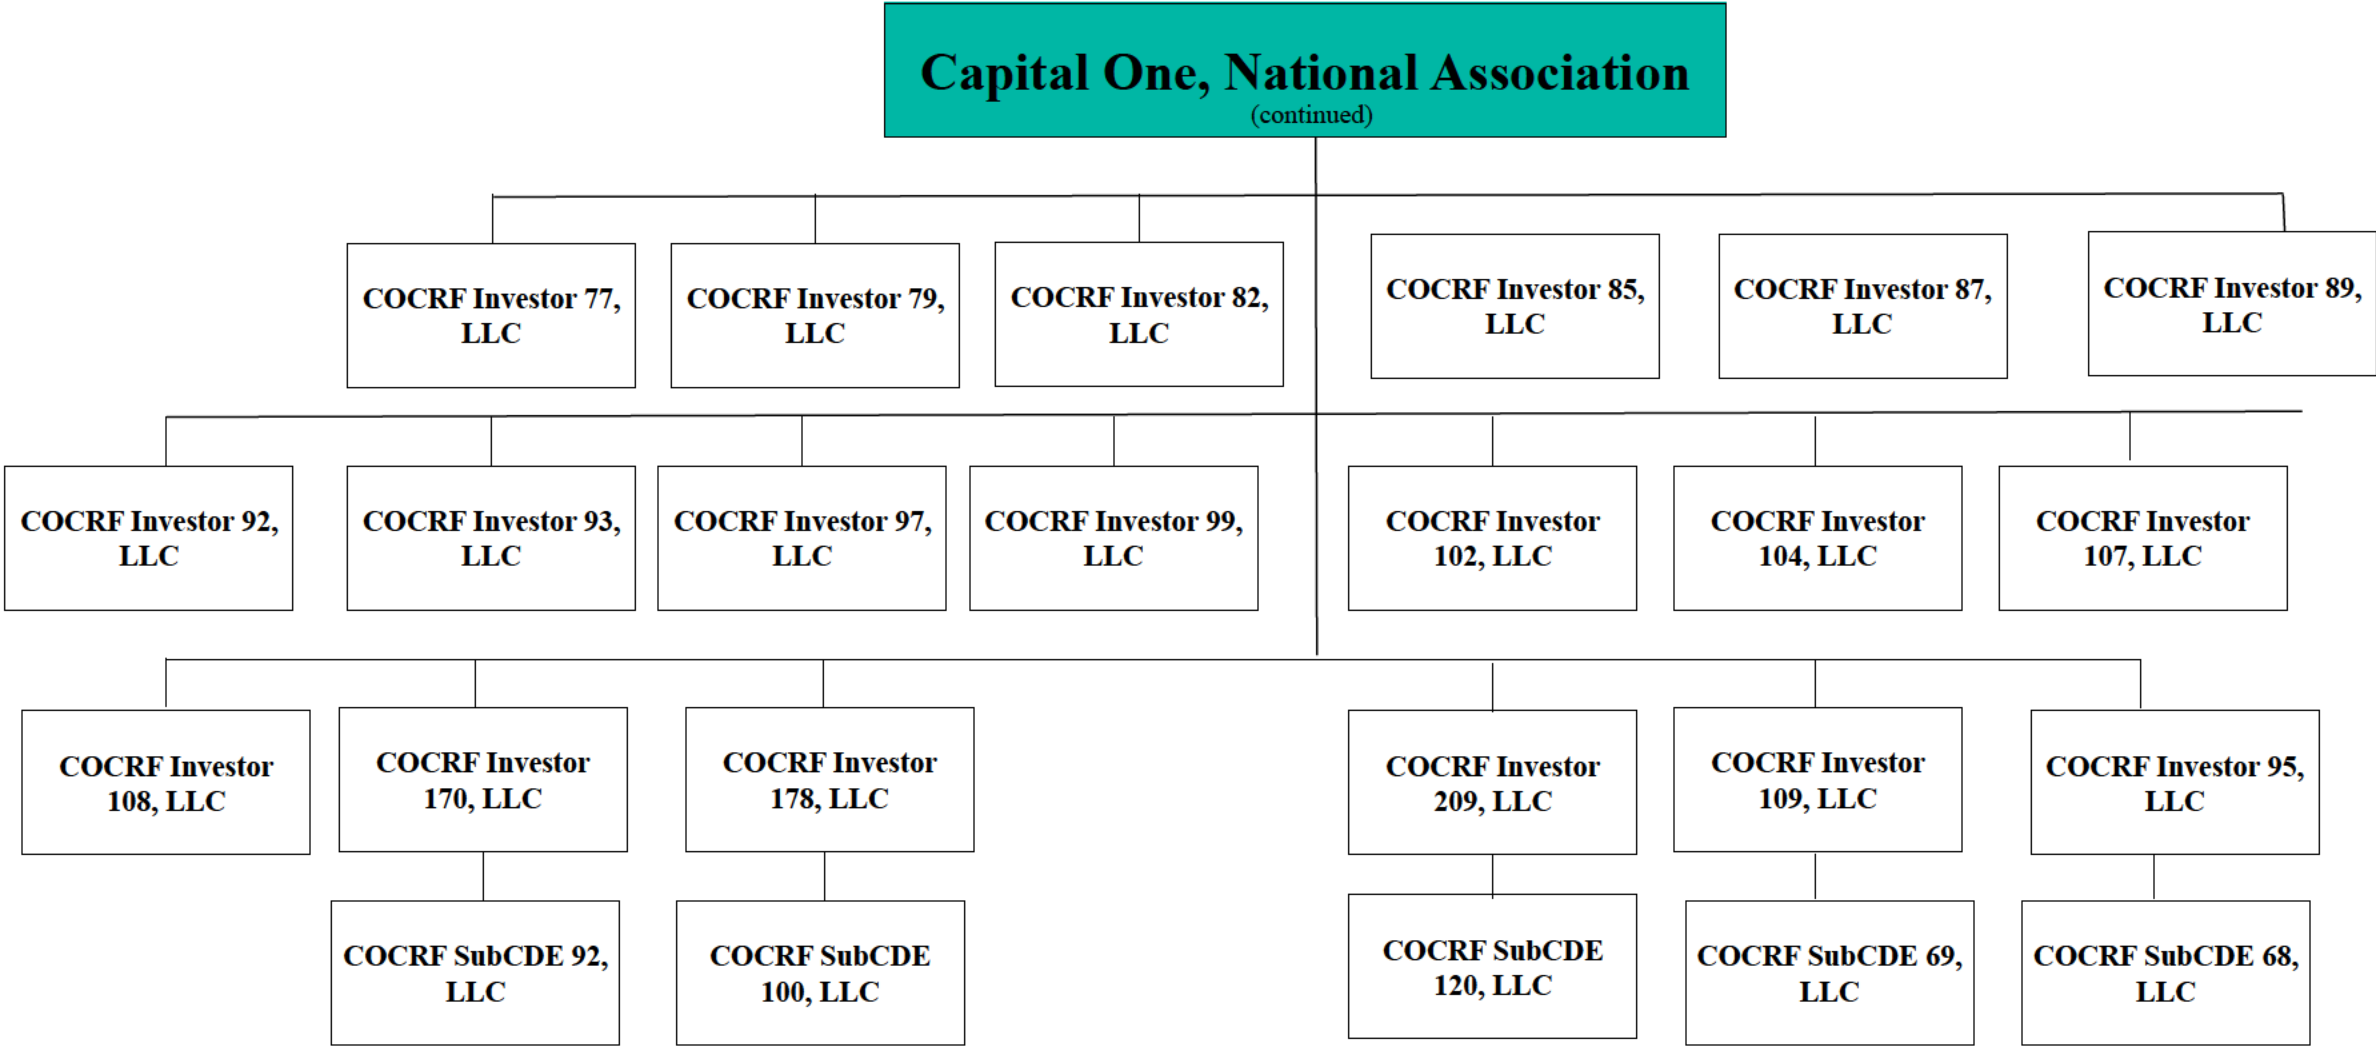 Capital One, National Association
(continued)
COCRF Investor 77,
LLC
COCRF Investor 79,
LLC
COCRF Investor 82,
LLC
COCRF Investor 85,
LLC
COCRF Investor 87,
LLC
COCRF Investor 89,
LLC
COCRF Investor 92,
LLC
COCRF Investor 93,
LLC
COCRF Investor 97,
LLC
COCRF Investor 99,
LLC
COCRF Investor
102, LLC
COCRF Investor
104, LLC
COCRF Investor
107, LLC
COCRF Investor
108, LLC
COCRF Investor
170, LLC
COCRF Investor
178, LLC
COCRF Investor
209, LLC
COCRF Investor
109, LLC
COCRF Investor 95,
LLC
COCRF SubCDE 92,
LLC
COCRF SubCDE
100, LLC
COCRF SubCDE
120, LLC
COCRF SubCDE 69,
LLC
COCRF SubCDE 68,
LLC